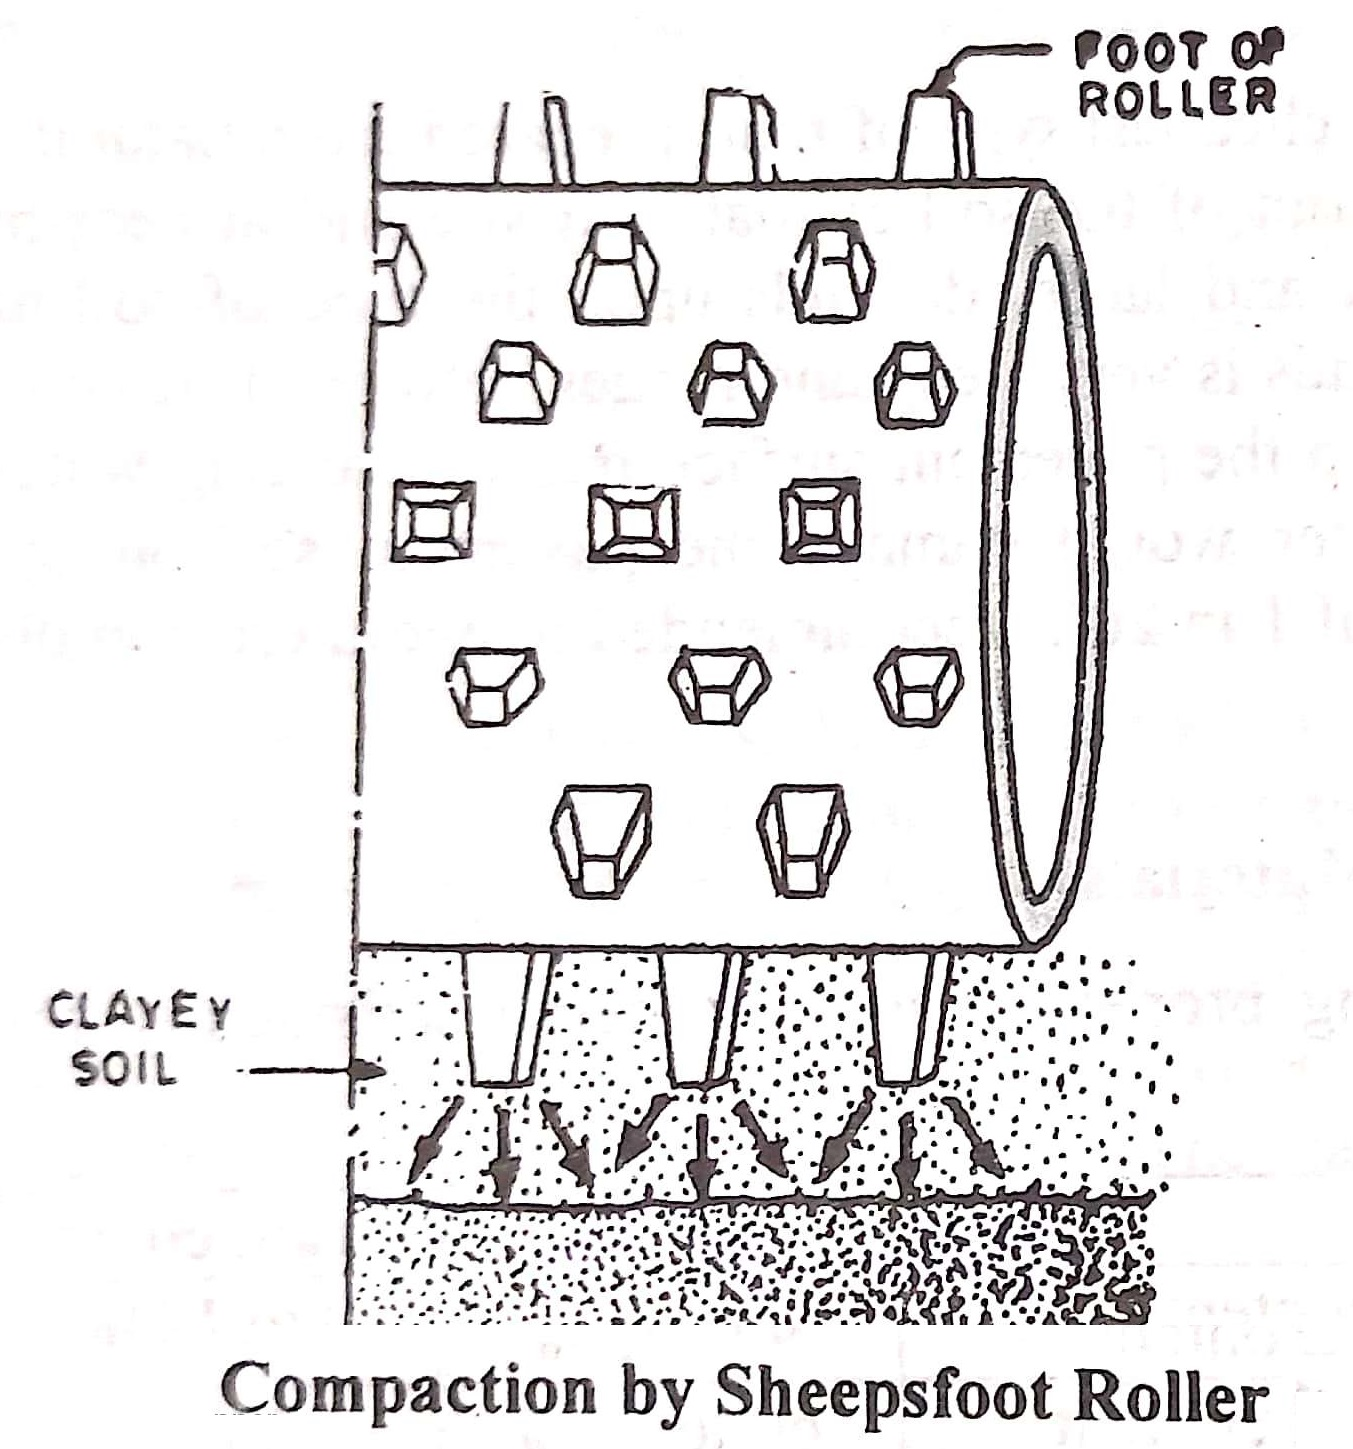 FOOT OF
ROLLER
CLAYEY
SOIL
Compaction by Sheepsfoot Roller